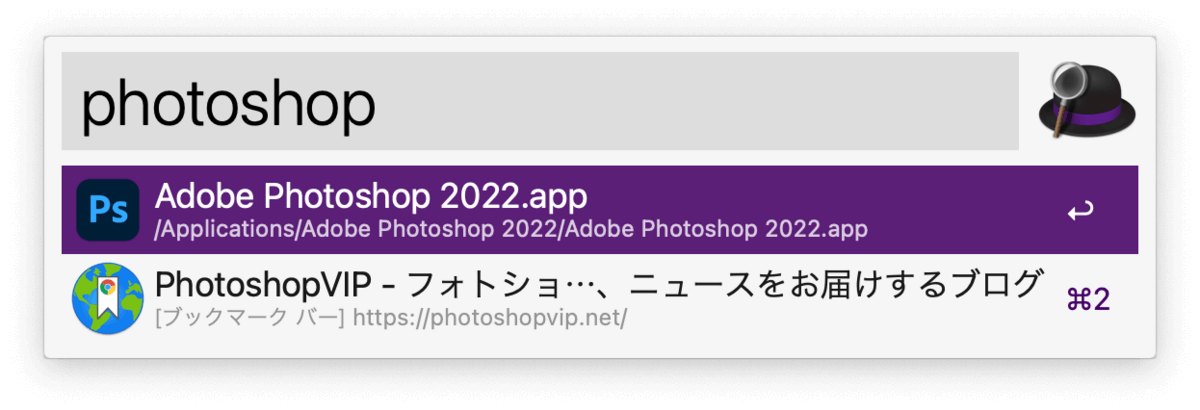 photoshop
Ps
Adobe Photoshop 2022.app
/Applications/Adobe Photoshop 2022/Adobe Photoshop 2022.app
↩
PhotoshopVIP - フォトショ…、ニュースをお届けするブログ
[ブックマーク バー] https://photoshopvip.net/
⌘2